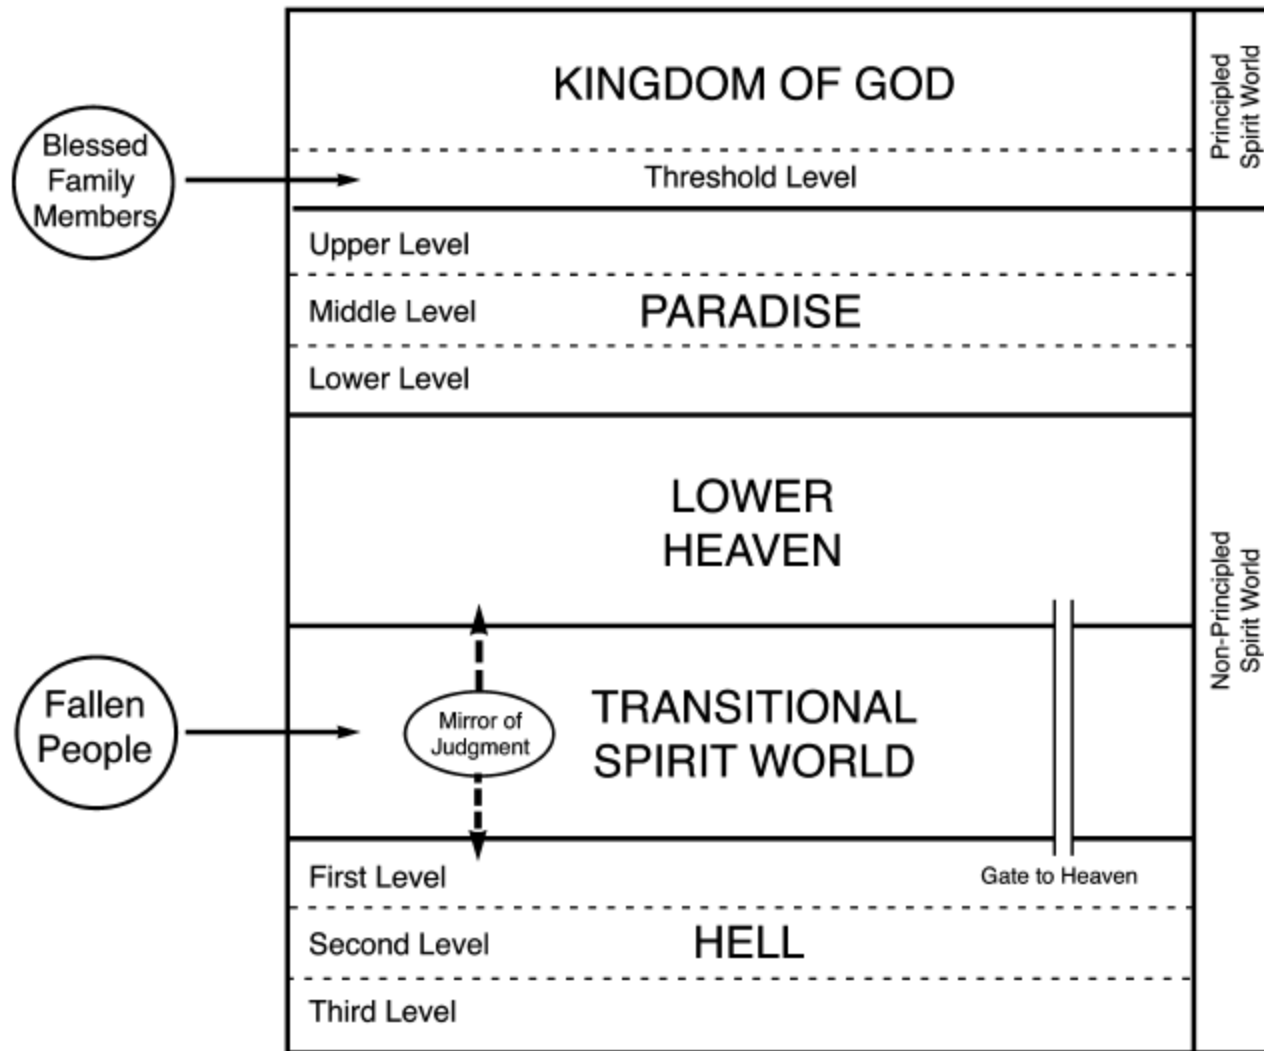 KINGDOM OF GOD
Principled
Spirit World
Blessed
Family
Members
Threshold Level
Upper Level
Middle Level
PARADISE
Lower Level
LOWER
HEAVEN
Non-Principled
Spirit World
Fallen
People
Mirror of
Judgment
TRANSITIONAL
SPIRIT WORLD
First Level
Gate to Heaven
Second Level
HELL
Third Level